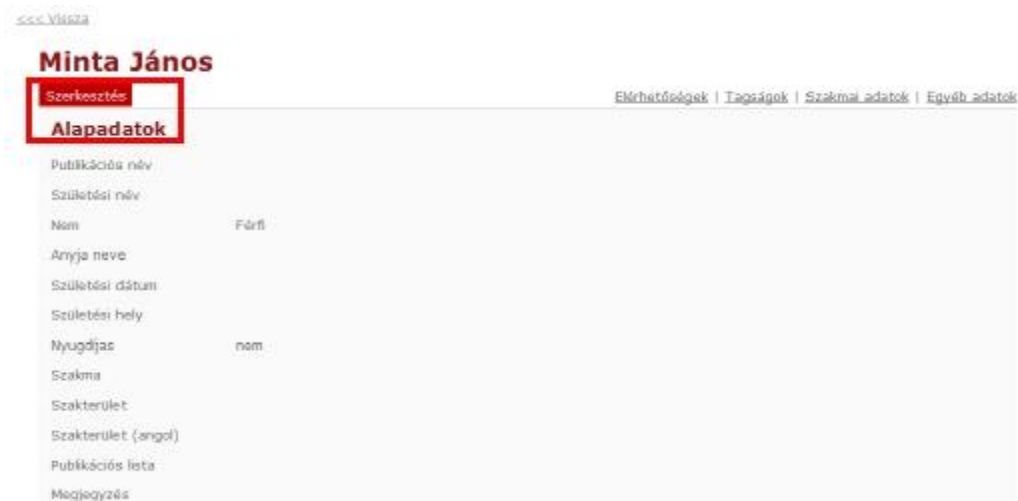 <<< Vissza
Minta János
Szerkesztés
Elérhetőségek | Tagságok | Szakmai adatok | Egyéb adatok
Alapadatok
Publikációs név
Születési név
Nem Férfi
Anyja neve
Születési dátum
Születési hely
Nyugdíjas nem
Szakma
Szakterület
Szakterület (angol)
Publikációs lista
Megjegyzés